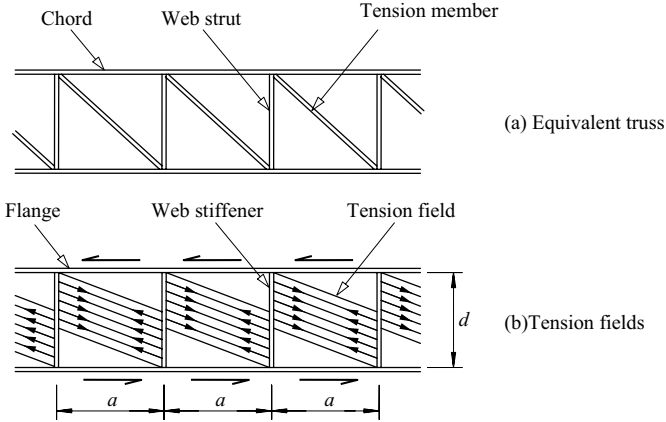 Chord
Web strut
Tension member
(a) Equivalent truss
Flange
Web stiffener
Tension field
d
(b)Tension fields
a
a
a